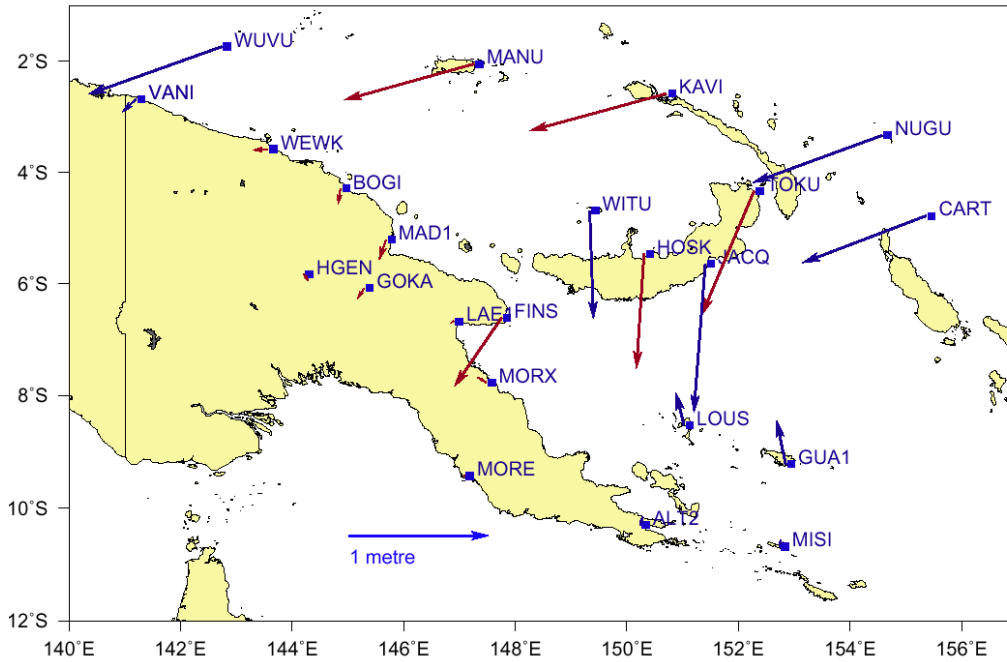 WUVU
MANU
2˚S
KAVI
VANI
NUGU
WEWK
4˚S
BOGI
TOKU
WITU
CART
MAD1
HOSK
JACQ
HGEN
GOKA
6˚S
LAE1
FINS
MORX
8˚S
LOUS
GUA1
MORE
10˚S
ALT2
MISI
1 metre
12˚S
140˚E 142˚E 144˚E 146˚E 148˚E 150˚E 152˚E 154˚E 156˚E